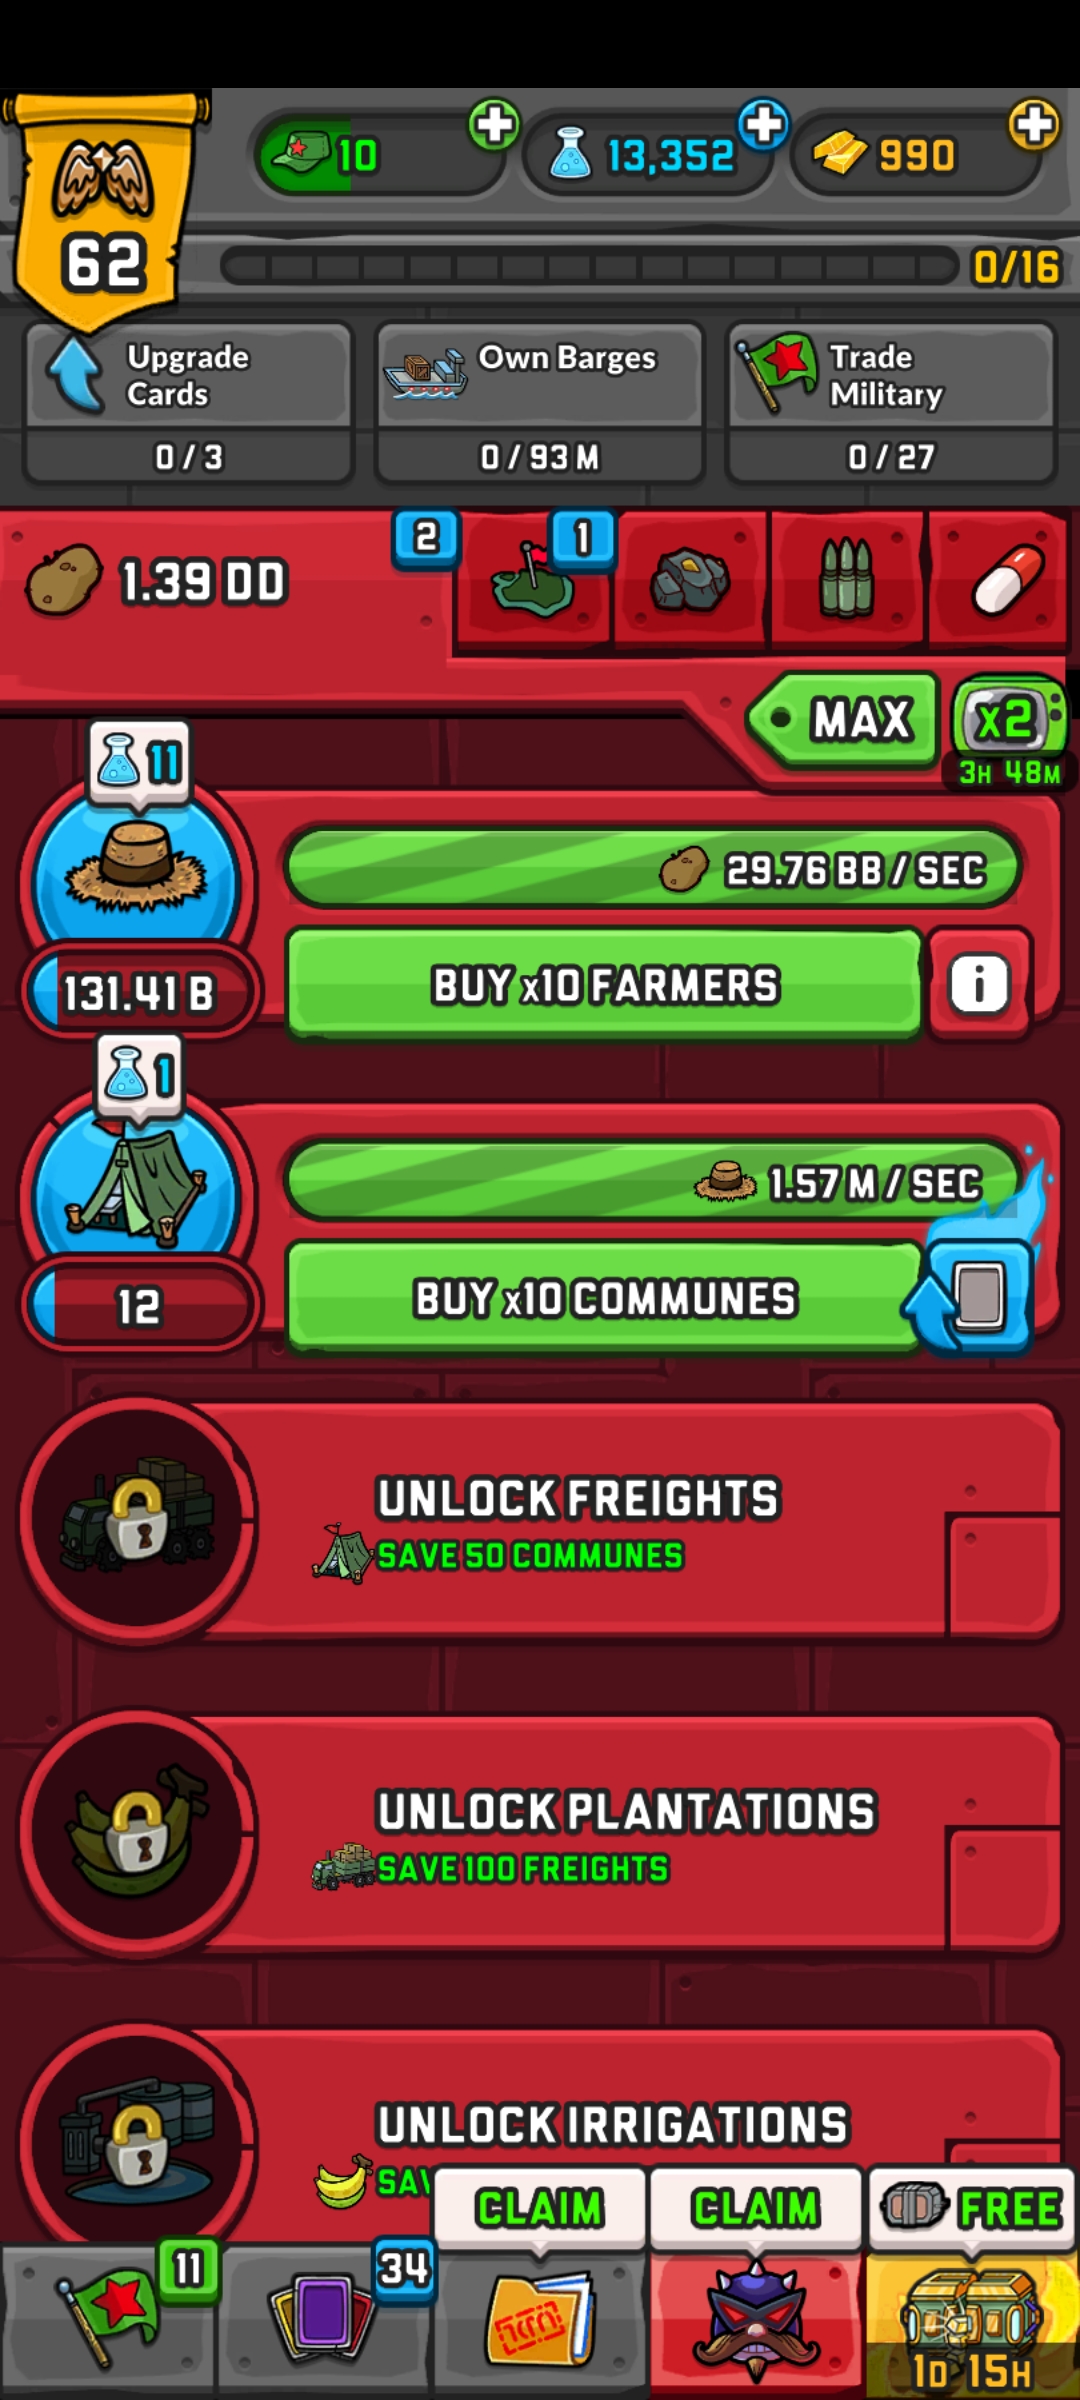 62
10
13,352
990
0/16
Upgrade
Cards
0 / 3
Own Barges
0 / 93 M
Trade
Military
0 / 27
1.39 DD
2
1
MAX
x2
3H 48M
11
29.76 BB / SEC
131.41 B
BUY x10 FARMERS
i
1
1.57 M / SEC
12
BUY x10 COMMUNES
UNLOCK FREIGHTS
SAVE 50 COMMUNES
UNLOCK PLANTATIONS
SAVE 100 FREIGHTS
UNLOCK IRRIGATIONS
CLAIM
CLAIM
FREE
11
34
1D 15H